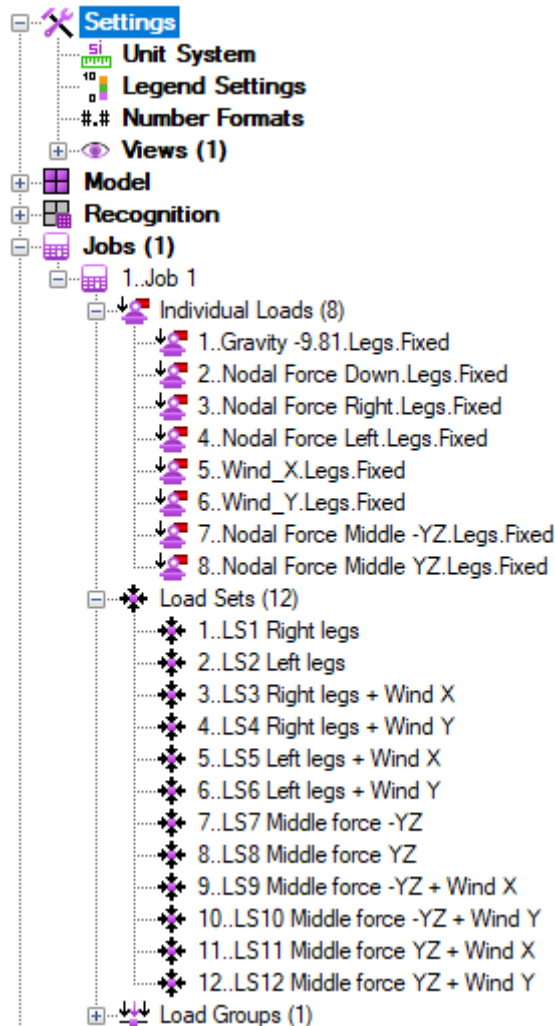 Settings
SI Unit System
10 0 Legend Settings
#.# Number Formats
Views (1)
Model
Recognition
Jobs (1)
1..Job 1
Individual Loads (8)
1..Gravity -9.81.Legs.Fixed
2..Nodal Force Down.Legs.Fixed
3..Nodal Force Right.Legs.Fixed
4..Nodal Force Left.Legs.Fixed
5..Wind_X.Legs.Fixed
6..Wind_Y.Legs.Fixed
7..Nodal Force Middle -YZ.Legs.Fixed
8..Nodal Force Middle YZ.Legs.Fixed
Load Sets (12)
1..LS1 Right legs
2..LS2 Left legs
3..LS3 Right legs + Wind X
4..LS4 Right legs + Wind Y
5..LS5 Left legs + Wind X
6..LS6 Left legs + Wind Y
7..LS7 Middle force -YZ
8..LS8 Middle force YZ
9..LS9 Middle force -YZ + Wind X
10..LS10 Middle force -YZ + Wind Y
11..LS11 Middle force YZ + Wind X
12..LS12 Middle force YZ + Wind Y
Load Groups (1)